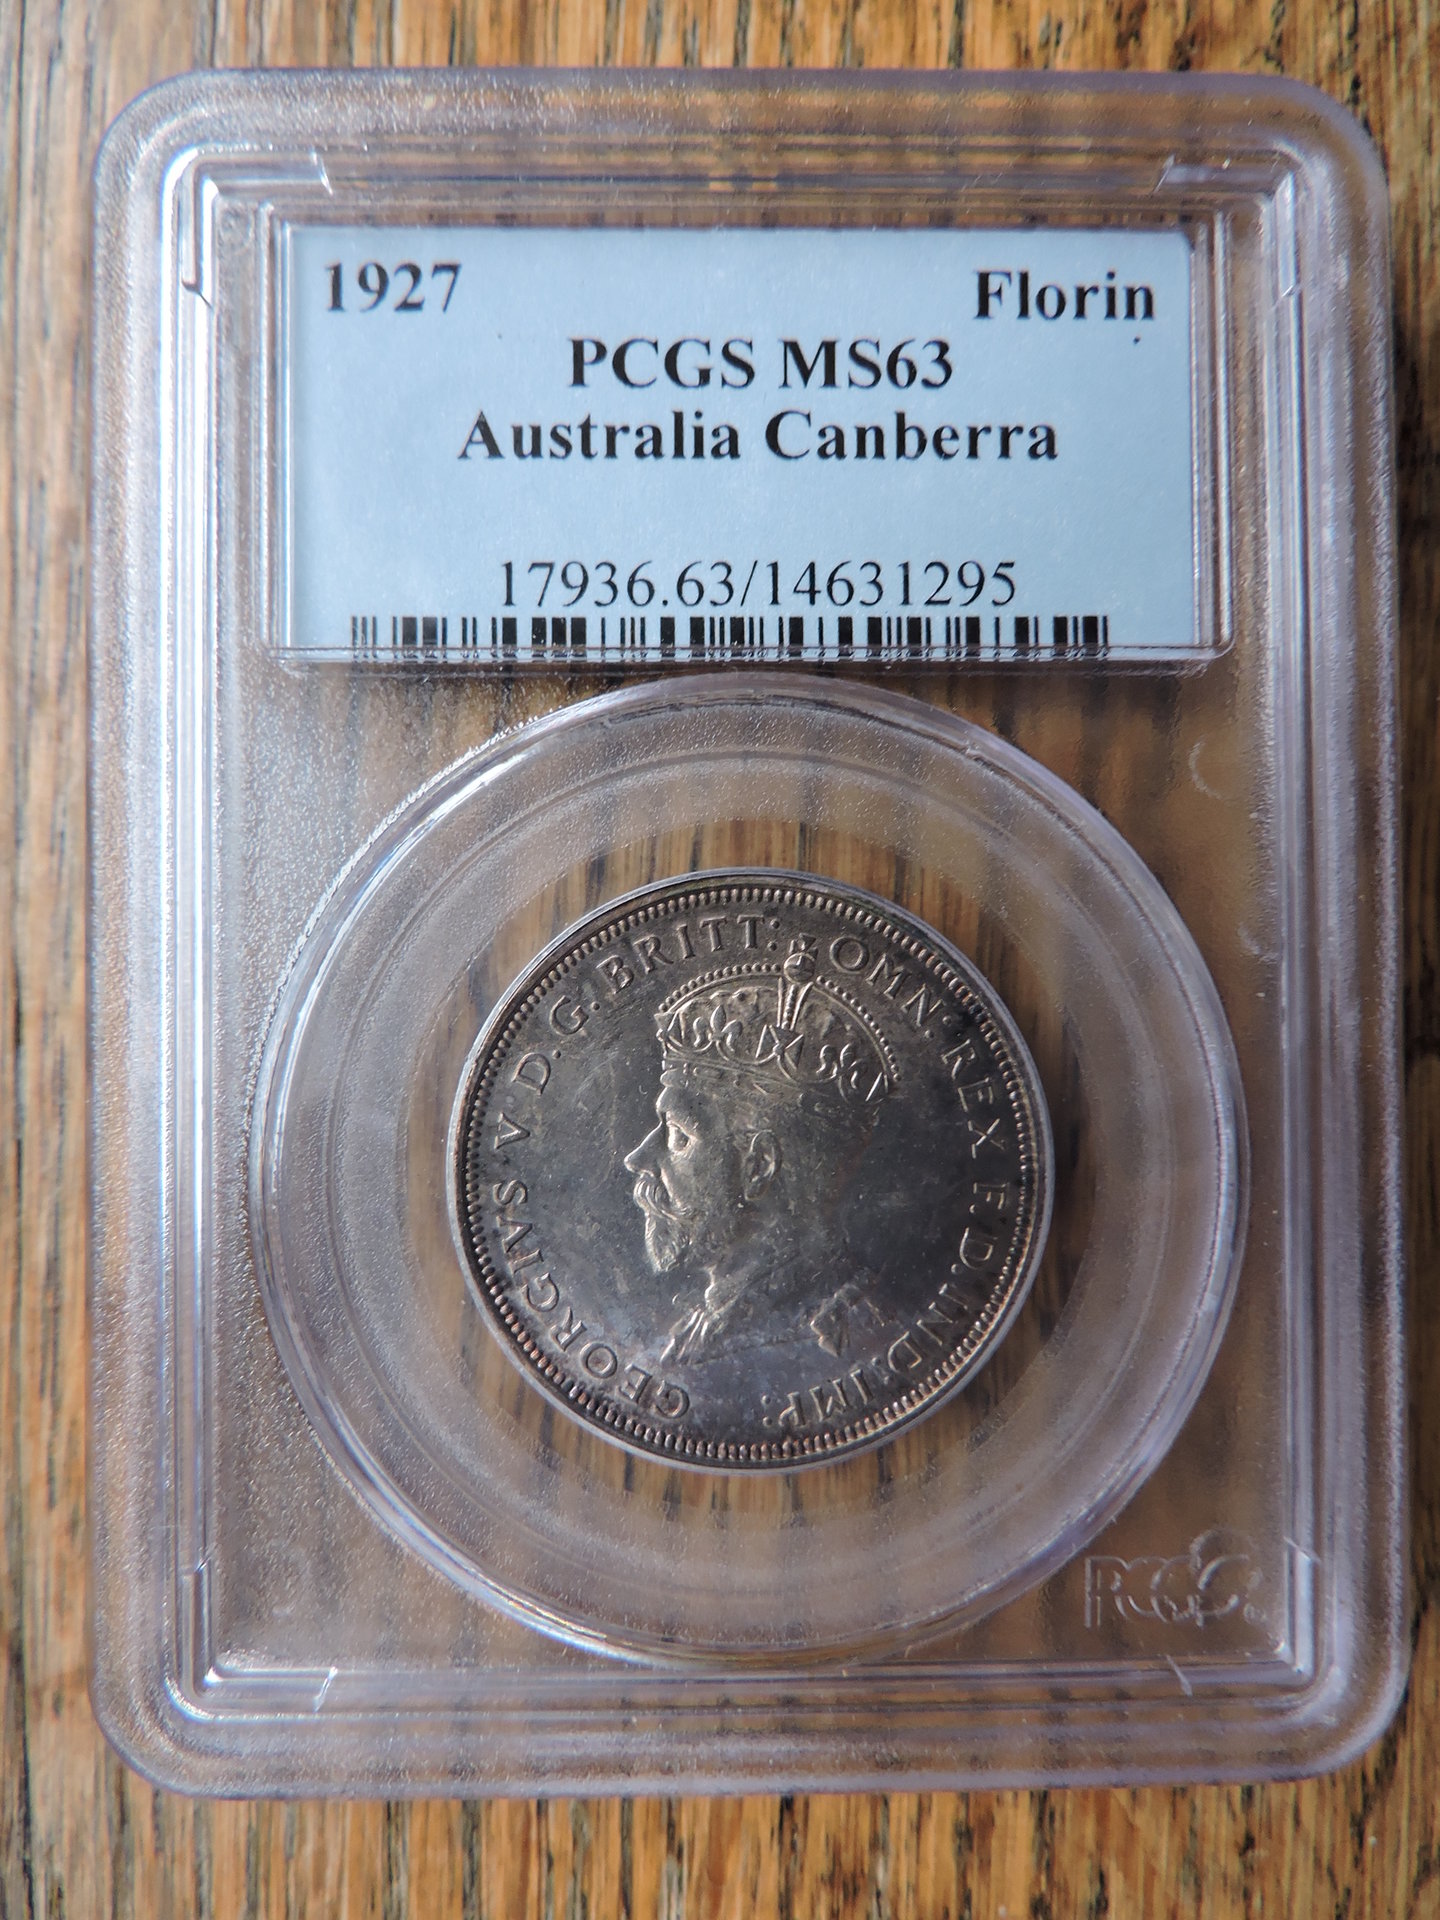 1927 Florin
PCGS MS63
Australia Canberra
17936.63/14631295
GEORGIVS V. D.G. BRITT: OMN: REX F.D. IND: IMP:
PCGS